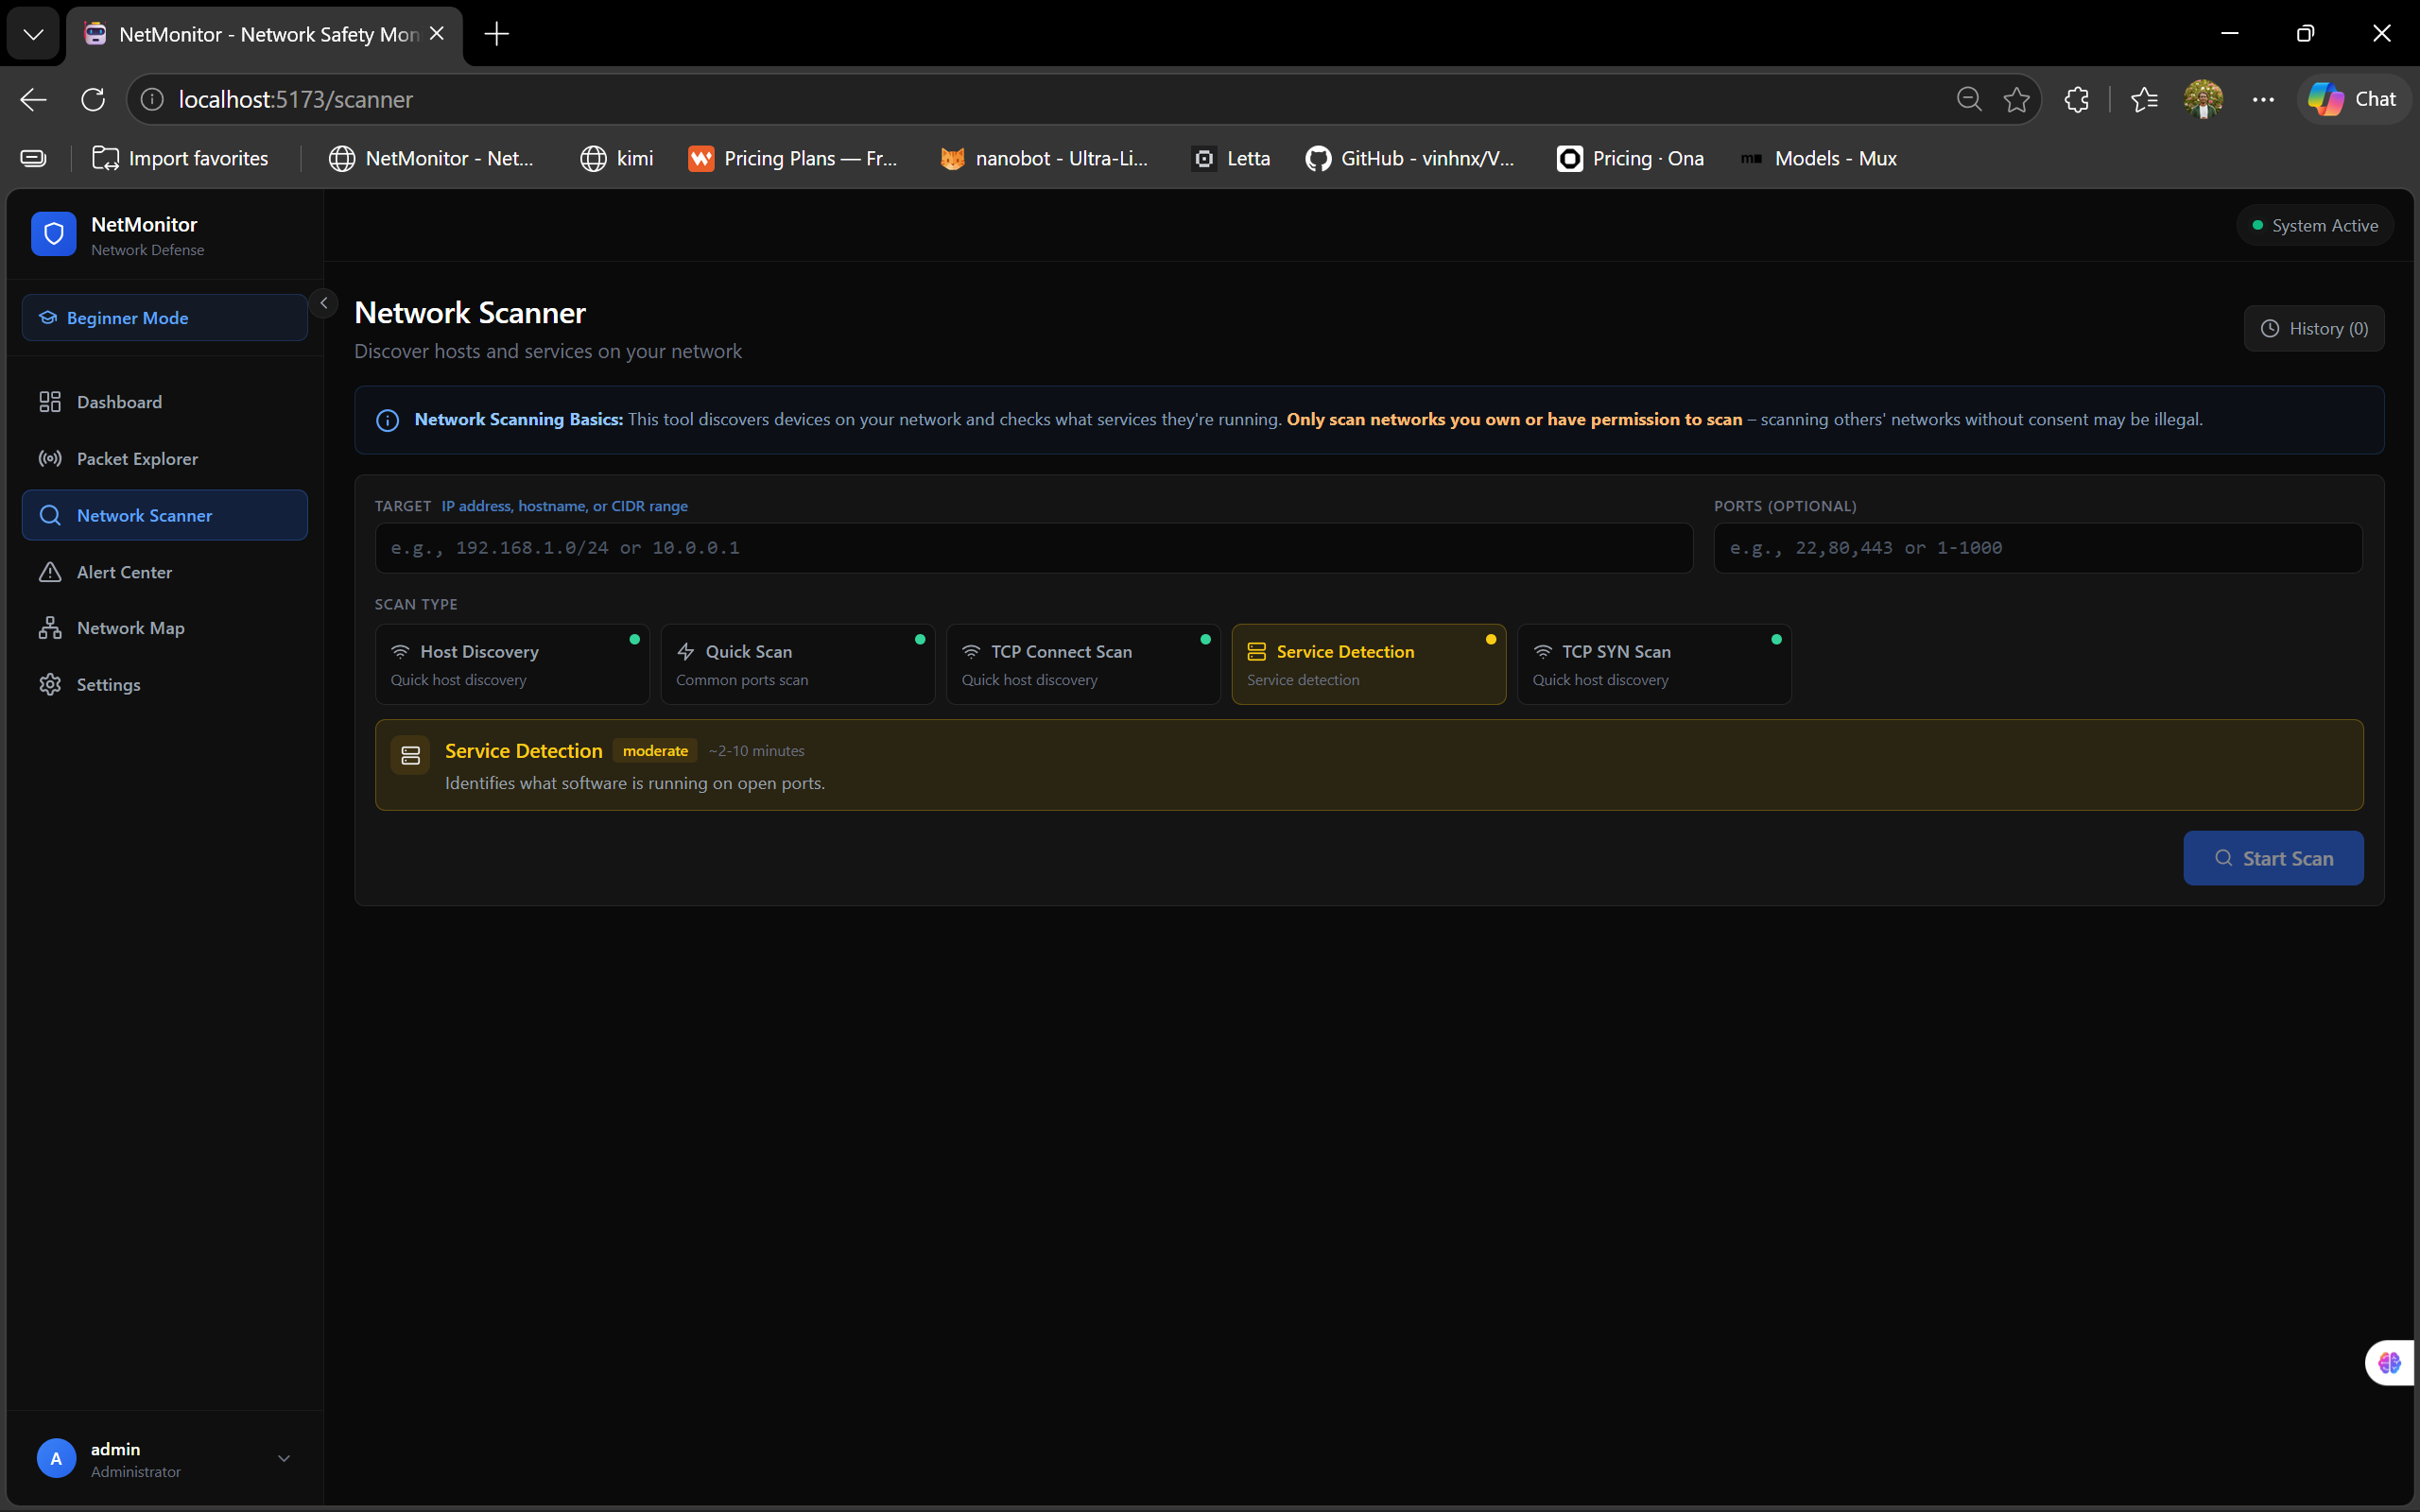 NetMonitor - Network Safety Mon
localhost:5173/scanner
Chat
Import favorites
NetMonitor - Net...
kimi
Pricing Plans — Fr...
nanobot - Ultra-Li...
Letta
GitHub - vinhnx/V...
Pricing · Ona
Models - Mux
NetMonitor
Network Defense
System Active
Beginner Mode
Dashboard
Packet Explorer
Network Scanner
Alert Center
Network Map
Settings
Network Scanner
Discover hosts and services on your network
History (0)
Network Scanning Basics: This tool discovers devices on your network and checks what services they're running. Only scan networks you own or have permission to scan – scanning others' networks without consent may be illegal.
TARGET IP address, hostname, or CIDR range
e.g., 192.168.1.0/24 or 10.0.0.1
PORTS (OPTIONAL)
e.g., 22,80,443 or 1-1000
SCAN TYPE
Host Discovery
Quick host discovery
Quick Scan
Common ports scan
TCP Connect Scan
Quick host discovery
Service Detection
Service detection
TCP SYN Scan
Quick host discovery
Service Detection moderate ~2-10 minutes
Identifies what software is running on open ports.
Start Scan
A
admin
Administrator